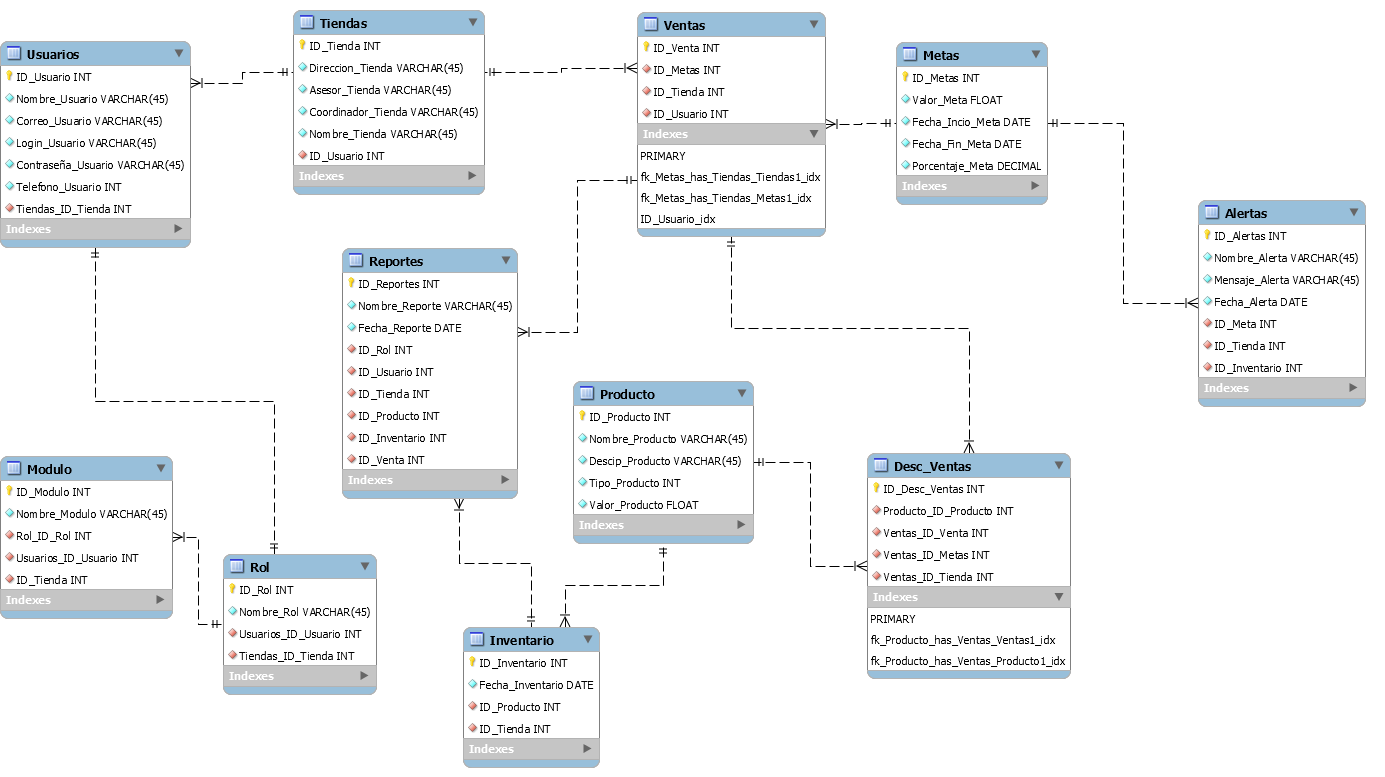 Usuarios
ID_Usuario INT
Nombre_Usuario VARCHAR(45)
Correo_Usuario VARCHAR(45)
Login_Usuario VARCHAR(45)
Contraseña_Usuario VARCHAR(45)
Telefono_Usuario INT
Tiendas_ID_Tienda INT
Indexes
Tiendas
ID_Tienda INT
Direccion_Tienda VARCHAR(45)
Asesor_Tienda VARCHAR(45)
Coordinador_Tienda VARCHAR(45)
Nombre_Tienda VARCHAR(45)
ID_Usuario INT
Indexes
Ventas
ID_Venta INT
ID_Metas INT
ID_Tienda INT
ID_Usuario INT
Indexes
PRIMARY
fk_Metas_has_Tiendas_Tiendas1_idx
fk_Metas_has_Tiendas_Metas1_idx
ID_Usuario_idx
Metas
ID_Metas INT
Valor_Meta FLOAT
Fecha_Incio_Meta DATE
Fecha_Fin_Meta DATE
Porcentaje_Meta DECIMAL
Indexes
Alertas
ID_Alertas INT
Nombre_Alerta VARCHAR(45)
Mensaje_Alerta VARCHAR(45)
Fecha_Alerta DATE
ID_Meta INT
ID_Tienda INT
ID_Inventario INT
Indexes
Reportes
ID_Reportes INT
Nombre_Reporte VARCHAR(45)
Fecha_Reporte DATE
ID_Rol INT
ID_Usuario INT
ID_Tienda INT
ID_Producto INT
ID_Inventario INT
ID_Venta INT
Indexes
Producto
ID_Producto INT
Nombre_Producto VARCHAR(45)
Descip_Producto VARCHAR(45)
Tipo_Producto INT
Valor_Producto FLOAT
Indexes
Desc_Ventas
ID_Desc_Ventas INT
Producto_ID_Producto INT
Ventas_ID_Venta INT
Ventas_ID_Metas INT
Ventas_ID_Tienda INT
Indexes
PRIMARY
fk_Producto_has_Ventas_Ventas1_idx
fk_Producto_has_Ventas_Producto1_idx
Modulo
ID_Modulo INT
Nombre_Modulo VARCHAR(45)
Rol_ID_Rol INT
Usuarios_ID_Usuario INT
ID_Tienda INT
Indexes
Rol
ID_Rol INT
Nombre_Rol VARCHAR(45)
Usuarios_ID_Usuario INT
Tiendas_ID_Tienda INT
Indexes
Inventario
ID_Inventario INT
Fecha_Inventario DATE
ID_Producto INT
ID_Tienda INT
Indexes